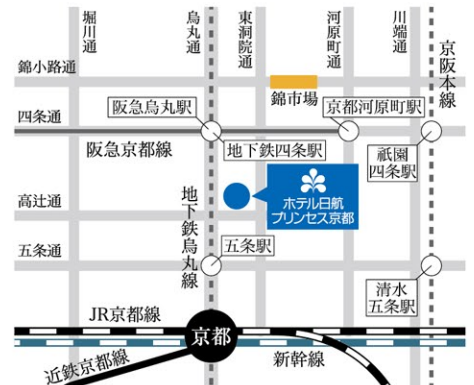 堀川通
烏丸通
東洞院通
河原町通
川端通
京阪本線
錦小路通
錦市場
四条通
阪急烏丸駅
京都河原町駅
阪急京都線
地下鉄四条駅
祇園
四条駅
ホテル日航
プリンセス京都
高辻通
地下鉄烏丸線
五条通
五条駅
清水
五条駅
JR京都線
京都
新幹線
近鉄京都線